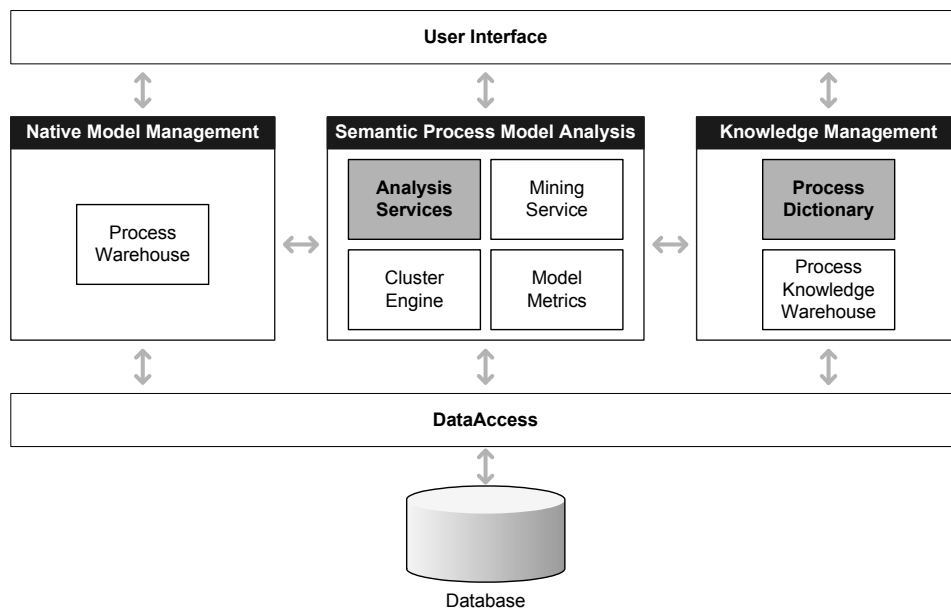 User Interface
Native Model Management
Process
Warehouse
Semantic Process Model Analysis
Analysis
Services
Mining
Service
Cluster
Engine
Model
Metrics
Knowledge Management
Process
Dictionary
Process
Knowledge
Warehouse
DataAccess
Database